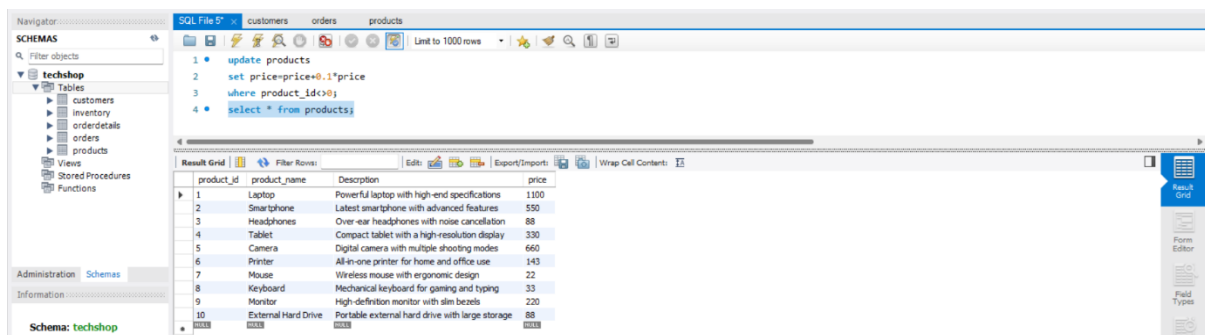 Navigator
SCHEMAS
Filter objects
techshop
Tables
customers
inventory
orderdetails
orders
products
Views
Stored Procedures
Functions
Administration Schemas
Information
Schema: techshop
SQL File 5* × customers orders products
Limit to 1000 rows
1 update products
2 set price=price+0.1*price
3 where product_id<>0;
4 select * from products;
Result Grid Filter Rows: Edit: Export/Import: Wrap Cell Content:
product_id product_name Descrption price
1 Laptop Powerful laptop with high-end specifications 1100
2 Smartphone Latest smartphone with advanced features 550
3 Headphones Over-ear headphones with noise cancellation 88
4 Tablet Compact tablet with a high-resolution display 330
5 Camera Digital camera with multiple shooting modes 660
6 Printer All-in-one printer for home and office use 143
7 Mouse Wireless mouse with ergonomic design 22
8 Keyboard Mechanical keyboard for gaming and typing 33
9 Monitor High-definition monitor with slim bezels 220
10 External Hard Drive Portable external hard drive with large storage 88
NULL NULL NULL NULL
Result
Grid
Form
Editor
Field
Types